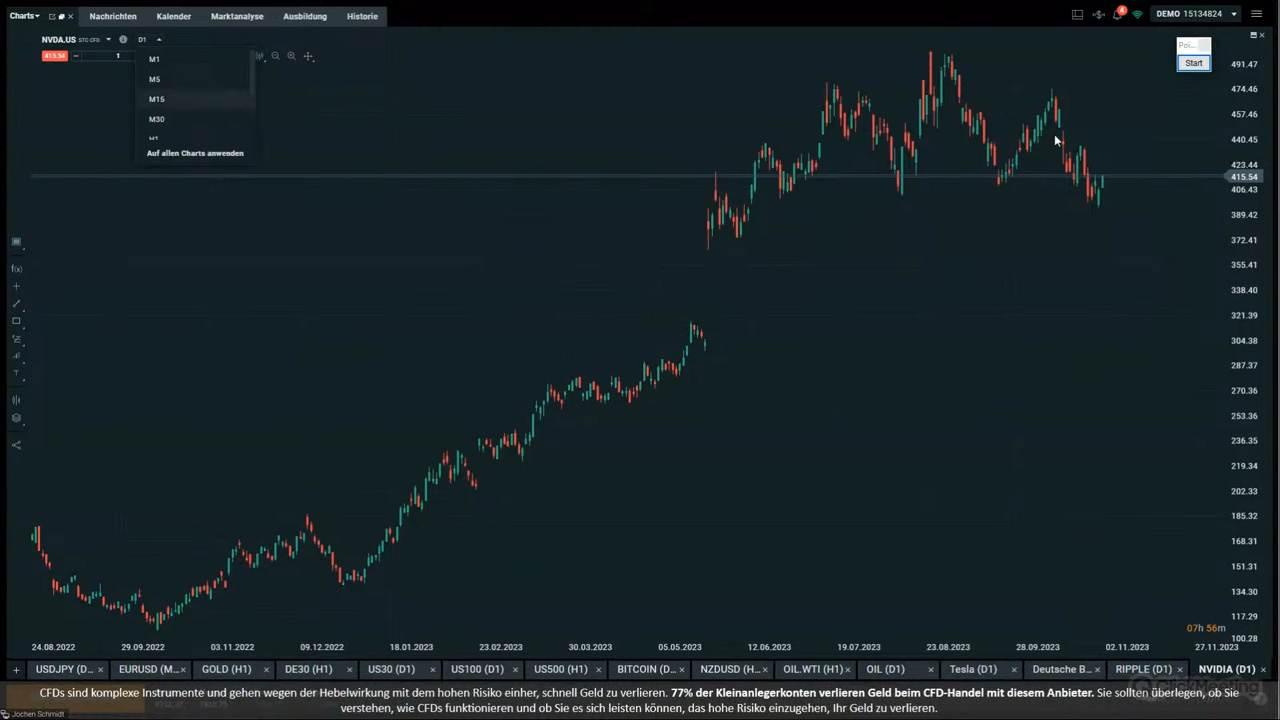 Charts
Nachrichten
Kalender
Marktanalyse
Ausbildung
Historie
4
DEMO 15134824
NVDA.US STC CFD
D1
415.54
1
M1
M5
M15
M30
H1
Auf allen Charts anwenden
Poi...
Start
491.47
474.46
457.46
440.45
423.44
415.54
406.43
389.42
372.41
355.41
338.40
321.39
304.38
287.37
270.36
253.36
236.35
219.34
202.33
185.32
168.31
151.31
134.30
117.29
100.28
f(x)
T
07h 56m
24.08.2022
29.09.2022
03.11.2022
09.12.2022
18.01.2023
23.02.2023
30.03.2023
05.05.2023
12.06.2023
19.07.2023
23.08.2023
28.09.2023
02.11.2023
27.11.2023
USDJPY (D...
EURUSD (M...
GOLD (H1)
DE30 (H1)
US30 (D1)
US100 (D1)
US500 (H1)
BITCOIN (D...
NZDUSD (H...
OIL.WTI (H1)
OIL (D1)
Tesla (D1)
Deutsche B...
RIPPLE (D1)
NVIDIA (D1)
CFDs sind komplexe Instrumente und gehen wegen der Hebelwirkung mit dem hohen Risiko einher, schnell Geld zu verlieren. 77% der Kleinanlegerkonten verlieren Geld beim CFD-Handel mit diesem Anbieter. Sie sollten überlegen, ob Sie
verstehen, wie CFDs funktionieren und ob Sie es sich leisten können, das hohe Risiko einzugehen, Ihr Geld zu verlieren.
ClickMeeting
Jochen Schmidt